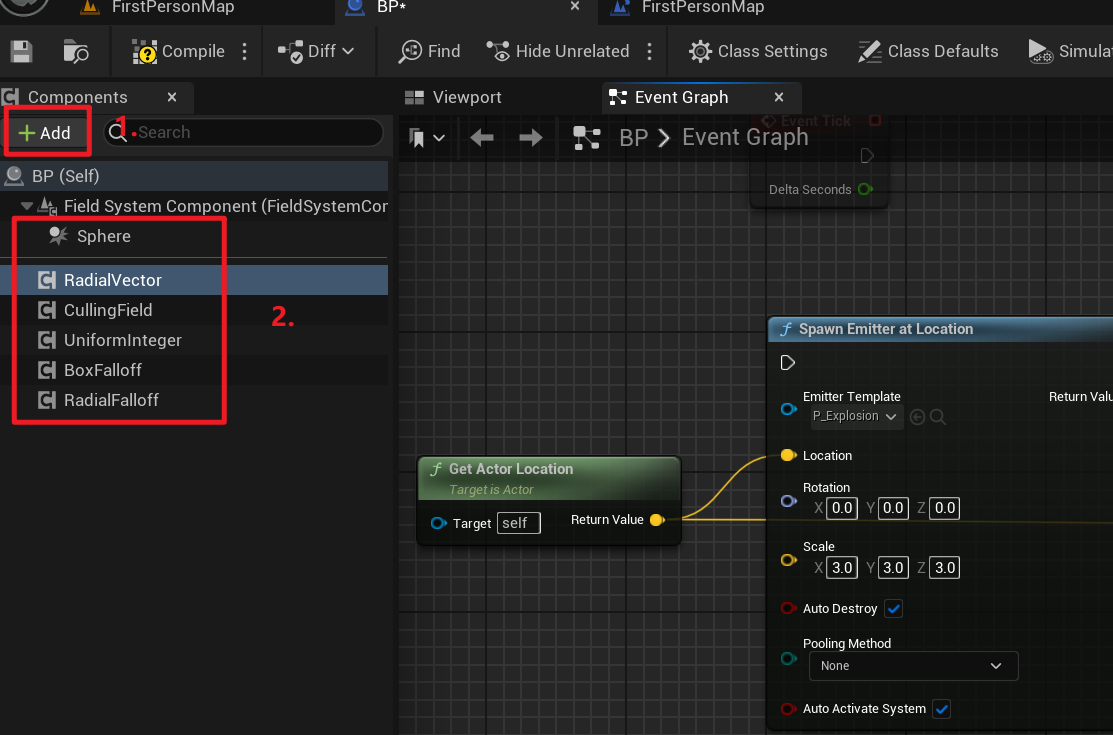 FirstPersonMap
BP*
FirstPersonMap
Compile
Diff
Find
Hide Unrelated
Class Settings
Class Defaults
Simula
Components
Viewport
Event Graph
Add
1.
Search
BP
Event Graph
Event Tick
Delta Seconds
BP (Self)
Field System Component (FieldSystemCor
Sphere
RadialVector
CullingField
UniformInteger
BoxFalloff
RadialFalloff
2.
Spawn Emitter at Location
Emitter Template
P_Explosion
Return Valu
Location
Rotation
X 0.0 Y 0.0 Z 0.0
Scale
X 3.0 Y 3.0 Z 3.0
Auto Destroy
Pooling Method
None
Auto Activate System
Get Actor Location
Target is Actor
Target self
Return Value